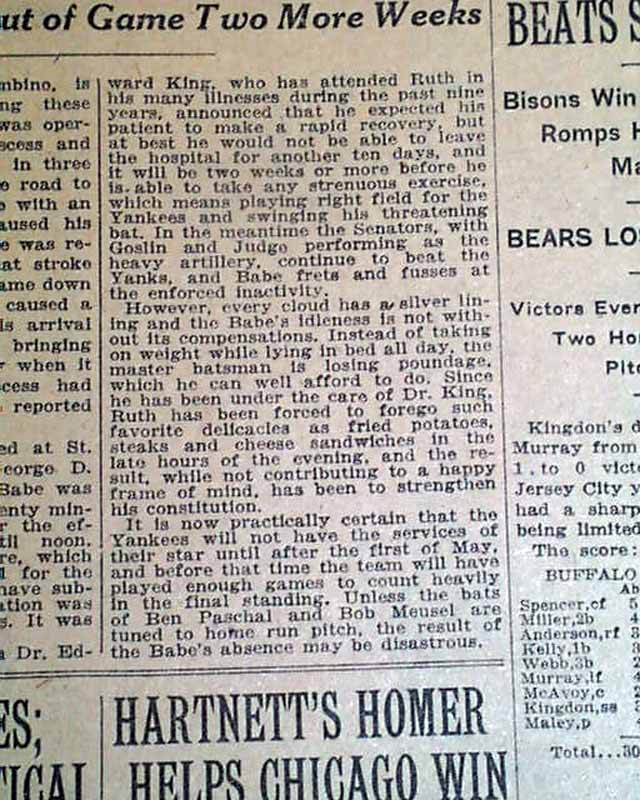 ut of Game Two More Weeks
mbino, is
ng these
was oper-
scess and
in three
e road to
e with an
aused his
e was re-
at stroke
ame down
caused a
is arrival
bringing
r when it
cess had
reported
ed at St.
eorge D.
Babe was
enty min-
r the ef-
til noon.
re, which
l for the
have sub-
ation was
s. It was
a Dr. Ed-
ward King, who has attended Ruth in
his many illnesses during the past nine
years, announced that he expected his
patient to make a rapid recovery, but
at best he would not be able to leave
the hospital for another ten days, and
it will be two weeks or more before he
is able to take any strenuous exercise,
which means playing right field for the
Yankees and swinging his threatening
bat. In the meantime the Senators, with
Goslin and Judge performing as the
heavy artillery, continue to beat the
Yanks, and Babe frets and fusses at
the enforced inactivity.
However, every cloud has a silver lin-
ing and the Babe's idleness is not with-
out its compensations. Instead of taking
on weight while lying in bed all day, the
master batsman is losing poundage,
which he can well afford to do. Since
he has been under the care of Dr. King,
Ruth has been forced to forego such
favorite delicacies as fried potatoes,
steaks and cheese sandwiches in the
late hours of the evening, and the re-
sult, while not contributing to a happy
frame of mind, has been to strengthen
his constitution.
It is now practically certain that the
Yankees will not have the services of
their star until after the first of May,
and before that time the team will have
played enough games to count heavily
in the final standing. Unless the bats
of Ben Paschal and Bob Meusel are
tuned to home run pitch, the result of
the Babe's absence may be disastrous.
ES;
TICAL
HARTNETT'S HOMER
HELPS CHICAGO WIN
BEATS S
Bisons Win
Romps H
Ma
BEARS LO
Victors Ever
Two Ho
Pit
Kingdon's d
Murray from
1 to 0 vict
Jersey City y
had a sharp
being limited
The score:
BUFFALO
Ab
Spencer,cf 5
Miller,2b 4
Anderson,rf 3
Kelly,1b 3
Webb,3b 2
Murray,lf 4
McAvoy,c
Kingdon,ss
Maley,p
Total...30